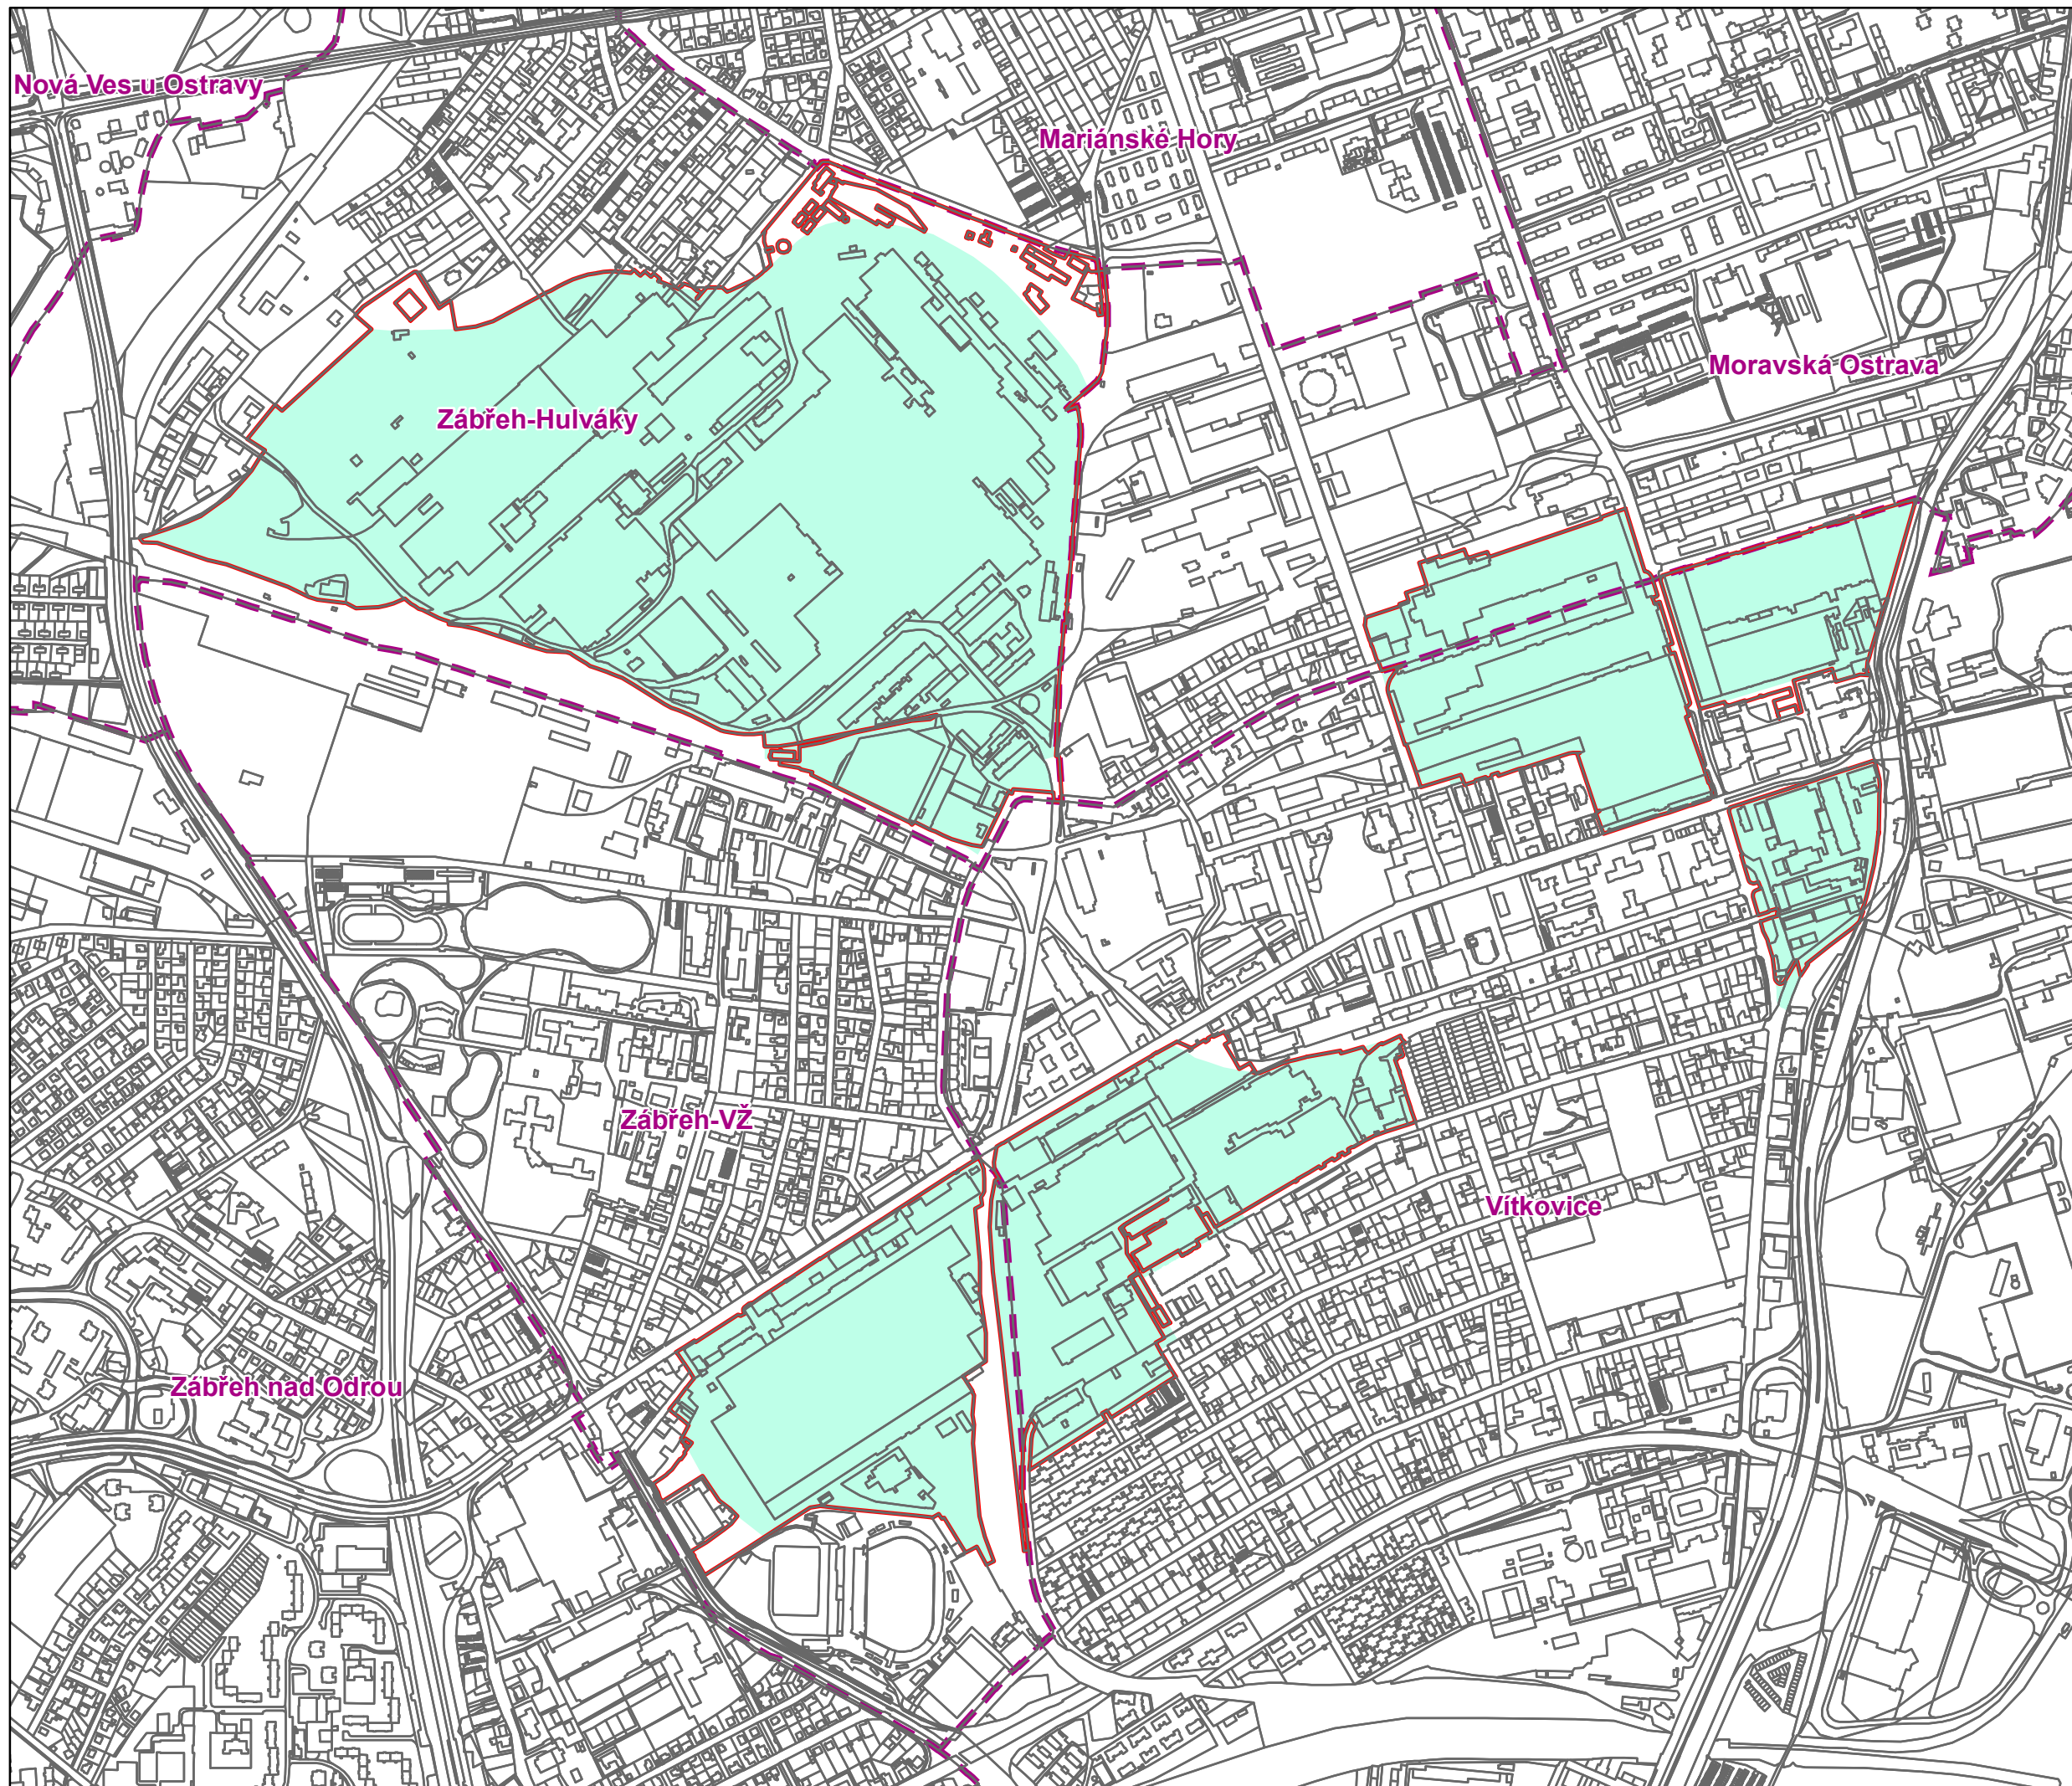 Nová Ves u Ostravy
Mariánské Hory
Moravská Ostrava
Zábřeh-Hulváky
Zábřeh-VŽ
Vítkovice
Zábřeh nad Odrou